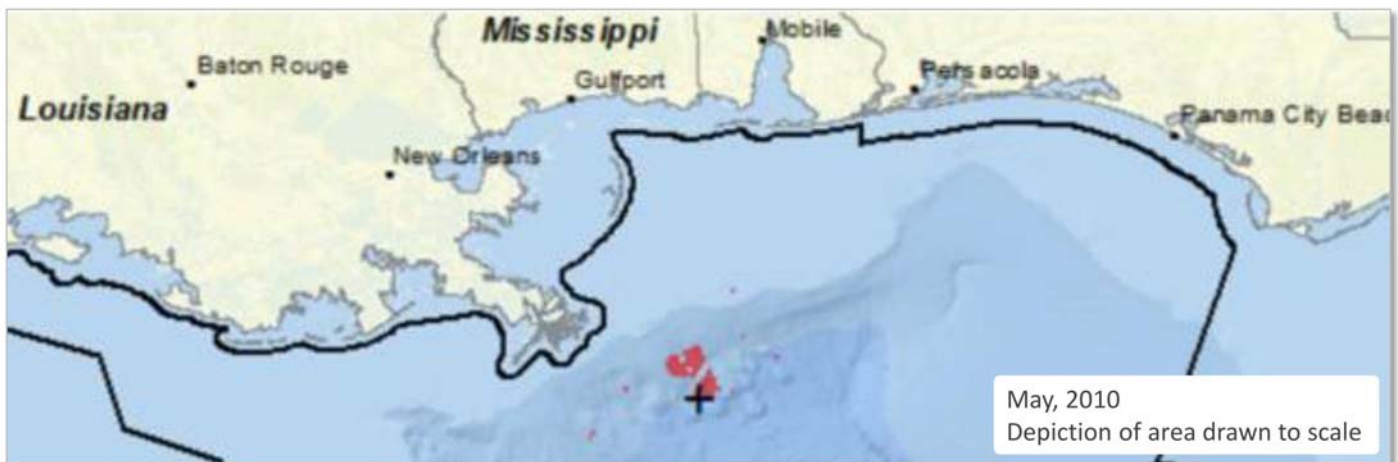 Mississippi
Mobile
Baton Rouge
Pensacola
Gulfport
Louisiana
Panama City Bea
New Orleans
May, 2010
Depiction of area drawn to scale